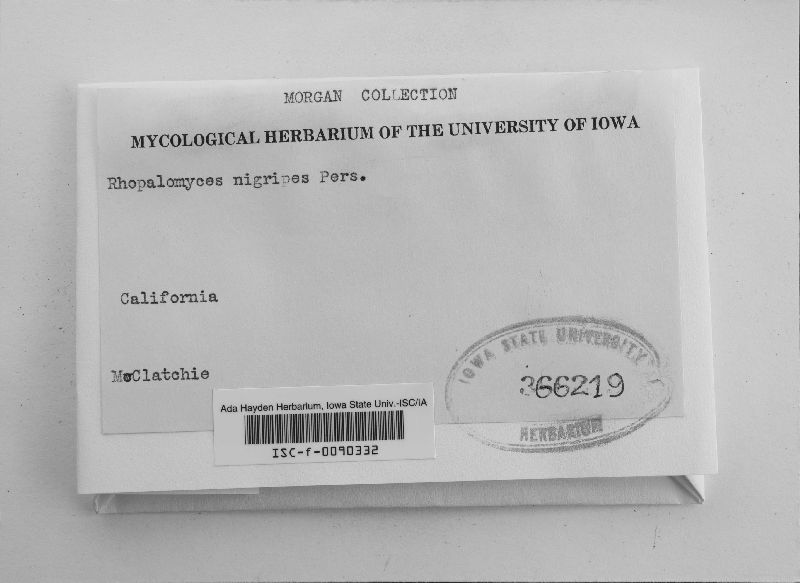 MORGAN COLLECTION
MYCOLOGICAL HERBARIUM OF THE UNIVERSITY OF IOWA
Rhopalomyces nigripes Pers.
California
McClatchie
IOWA STATE UNIVERSITY
366219
HERBARIUM
Ada Hayden Herbarium, Iowa State Univ.-ISC/IA
ISC-f-0090332